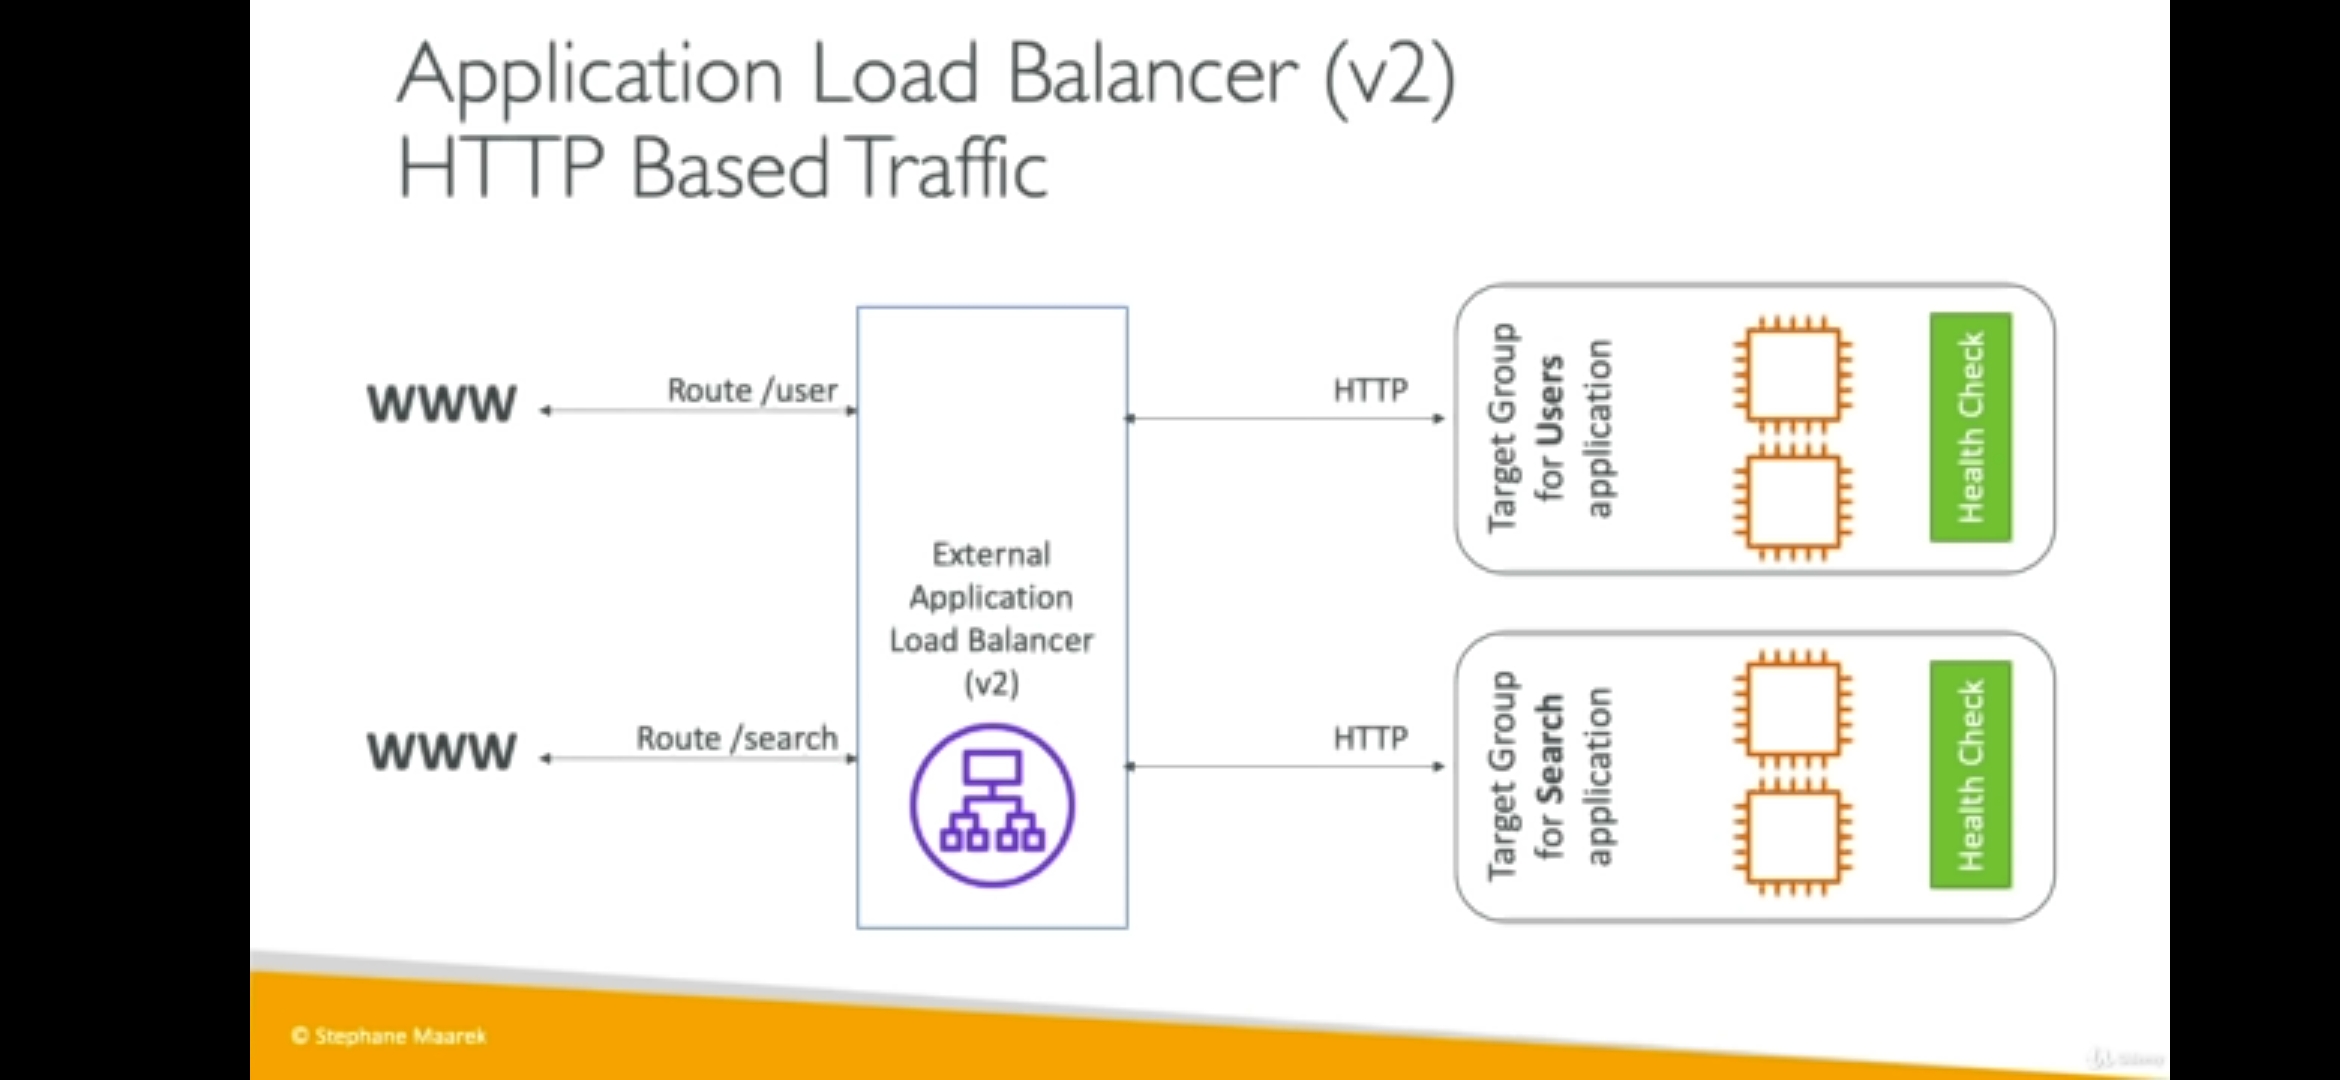 Application Load Balancer (v2)
HTTP Based Traffic
WWW
Route /user
HTTP
Target Group
for Users
application
Health Check
External
Application
Load Balancer
(v2)
WWW
Route /search
HTTP
Target Group
for Search
application
Health Check
© Stephane Maarek